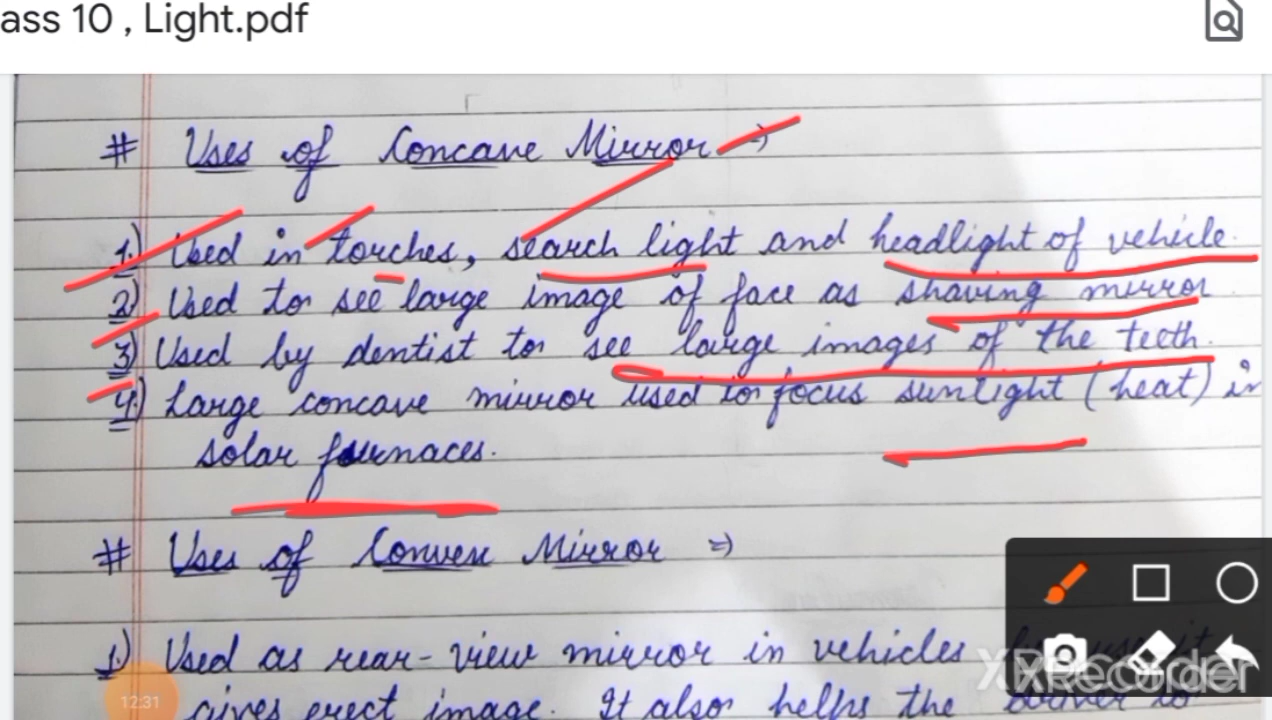 ass 10 , Light.pdf
# Uses of Concave Mirror ⇒
1) Used in torches, search light and headlight of vehicle.
2) Used to see large image of face as shaving mirror
3) Used by dentist to see large images of the teeth.
4) Large concave mirror used to focus sunlight (heat) in
solar furnaces.
# Uses of Convex Mirror ⇒
1) Used as rear-view mirror in vehicles
gives erect image. It also helps the driver to
12:31
XRecorder